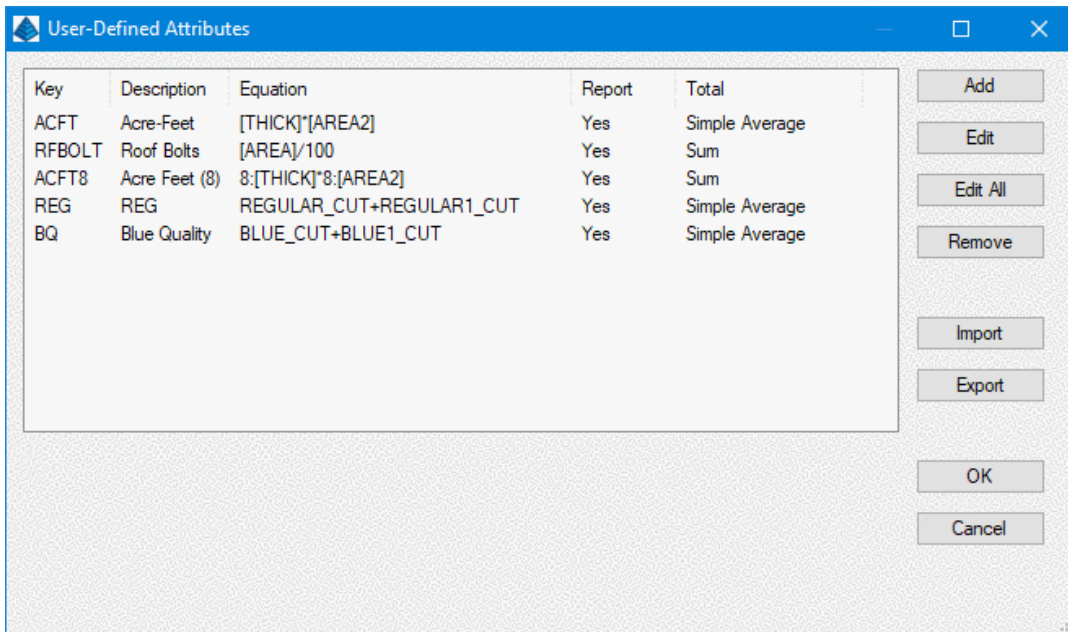 User-Defined Attributes
Key Description Equation Report Total
ACFT Acre-Feet [THICK]*[AREA2] Yes Simple Average
RFBOLT Roof Bolts [AREA]/100 Yes Sum
ACFT8 Acre Feet (8) 8:[THICK]*8:[AREA2] Yes Sum
REG REG REGULAR_CUT+REGULAR1_CUT Yes Simple Average
BQ Blue Quality BLUE_CUT+BLUE1_CUT Yes Simple Average
Add
Edit
Edit All
Remove
Import
Export
OK
Cancel